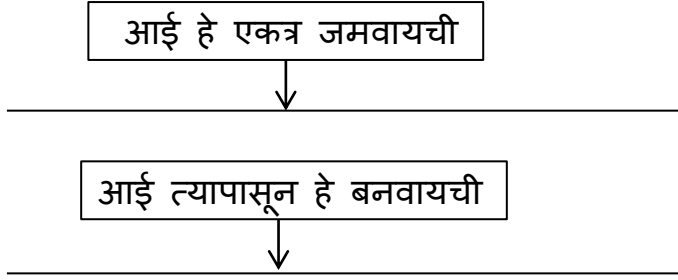 आई हे एकत्र जमवायची
आई त्यापासून हे बनवायची